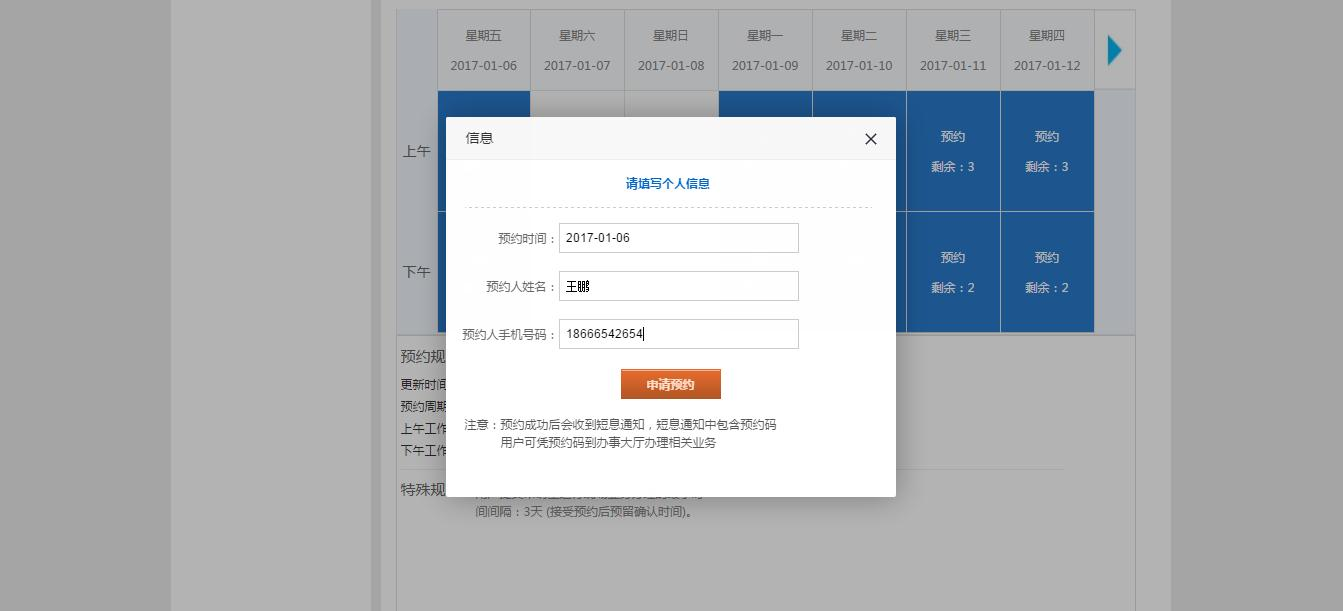 星期五 星期六 星期日 星期一 星期二 星期三 星期四
2017-01-06 2017-01-07 2017-01-08 2017-01-09 2017-01-10 2017-01-11 2017-01-12
信息
预约 预约
上午
剩余：3 剩余：3
请填写个人信息
预约时间： 2017-01-06
预约 预约
下午
剩余：2 剩余：2
预约人姓名： 王鹏
预约人手机号码： 18666542654
预约规
更新时间
申请预约
预约周期
上午工作
注意：预约成功后会收到短息通知，短息通知中包含预约码
用户可凭预约码到办事大厅办理相关业务
下午工作
特殊规
间间隔：3天 (接受预约后预留确认时间)。